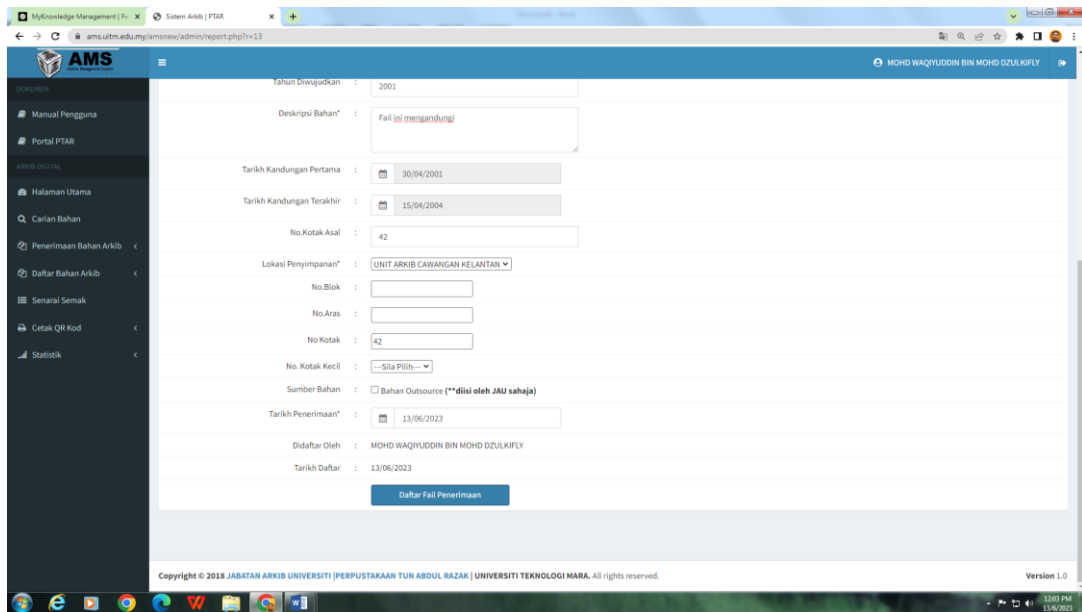 MyKnowledge Management | Po
Sistem Arkib | PTAR
ams.uitm.edu.my/amsnew/admin/report.php?r=13
AMS
MOHD WAQIYUDDIN BIN MOHD DZULKIFLY
DOKUMEN
Manual Pengguna
Portal PTAR
ARKIB DIGITAL
Halaman Utama
Carian Bahan
Penerimaan Bahan Arkib
Daftar Bahan Arkib
Senarai Semak
Cetak QR Kod
Statistik
Tahun Diwujudkan : 2001
Deskripsi Bahan* : Fail ini mengandungi
Tarikh Kandungan Pertama : 30/04/2001
Tarikh Kandungan Terakhir : 15/04/2004
No.Kotak Asal : 42
Lokasi Penyimpanan* : UNIT ARKIB CAWANGAN KELANTAN
No.Blok :
No.Aras :
No Kotak : 42
No. Kotak Kecil : ---Sila Pilih---
Sumber Bahan : Bahan Outsource (**diisi oleh JAU sahaja)
Tarikh Penerimaan* : 13/06/2023
Didaftar Oleh : MOHD WAQIYUDDIN BIN MOHD DZULKIFLY
Tarikh Daftar : 13/06/2023
Daftar Fail Penerimaan
Copyright © 2018 JABATAN ARKIB UNIVERSITI |PERPUSTAKAAN TUN ABDUL RAZAK | UNIVERSITI TEKNOLOGI MARA. All rights reserved.
Version 1.0
12:03 PM
13/6/2023